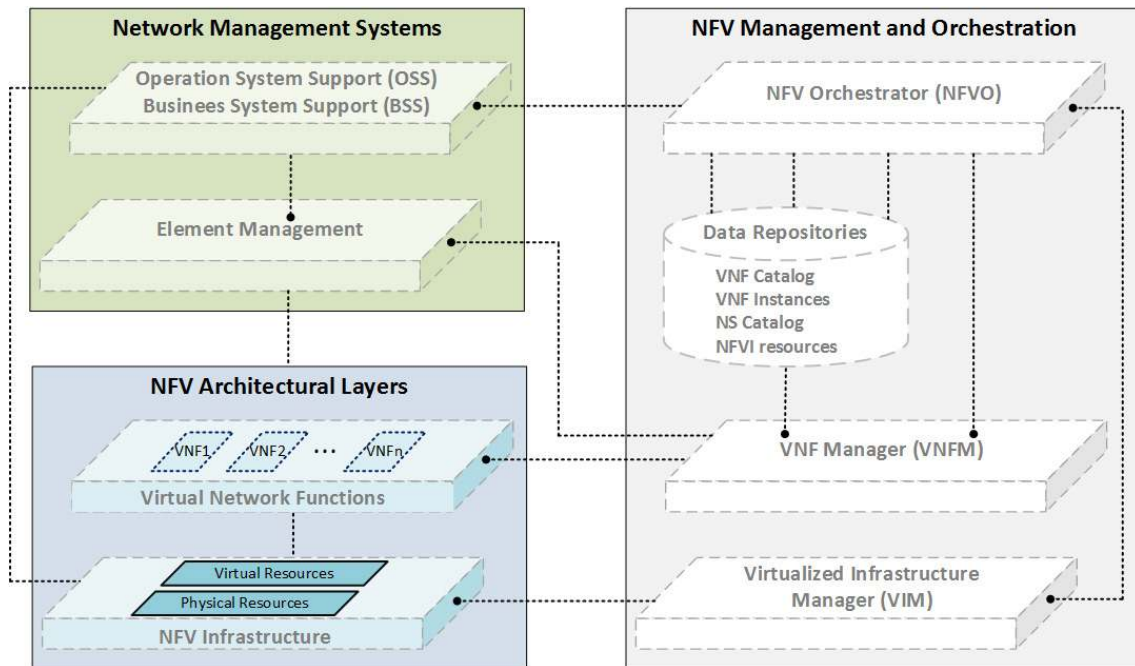 Network Management Systems
Operation System Support (OSS)
Businees System Support (BSS)
Element Management
NFV Architectural Layers
VNF1
VNF2
...
VNFn
Virtual Network Functions
Virtual Resources
Physical Resources
NFV Infrastructure
NFV Management and Orchestration
NFV Orchestrator (NFVO)
Data Repositories
VNF Catalog
VNF Instances
NS Catalog
NFVI resources
VNF Manager (VNFM)
Virtualized Infrastructure
Manager (VIM)